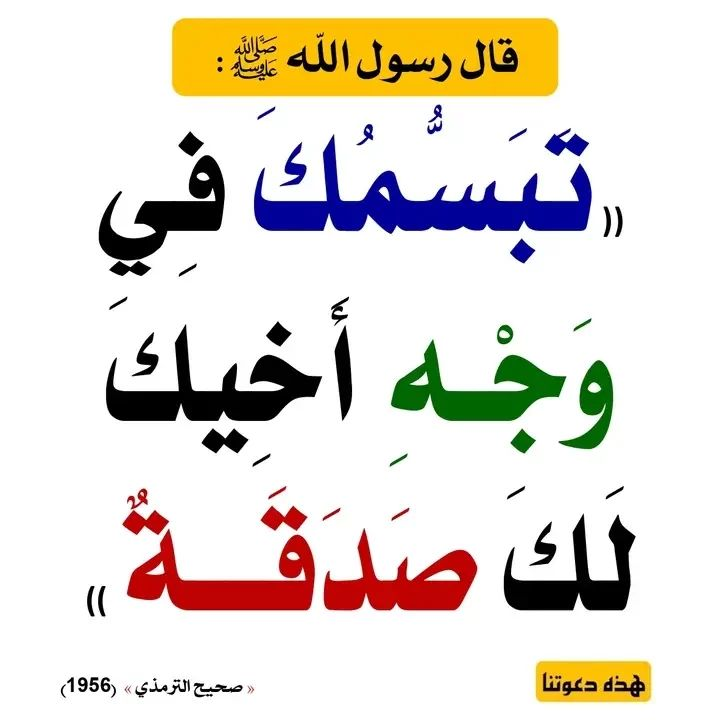 قال رسول الله ﷺ :
(( تَبَسُّمُكَ فِي
وَجْهِ أَخِيكَ
لَكَ صَدَقَةٌ ))
« صحيح الترمذي » (1956)
هذه دعوتنا